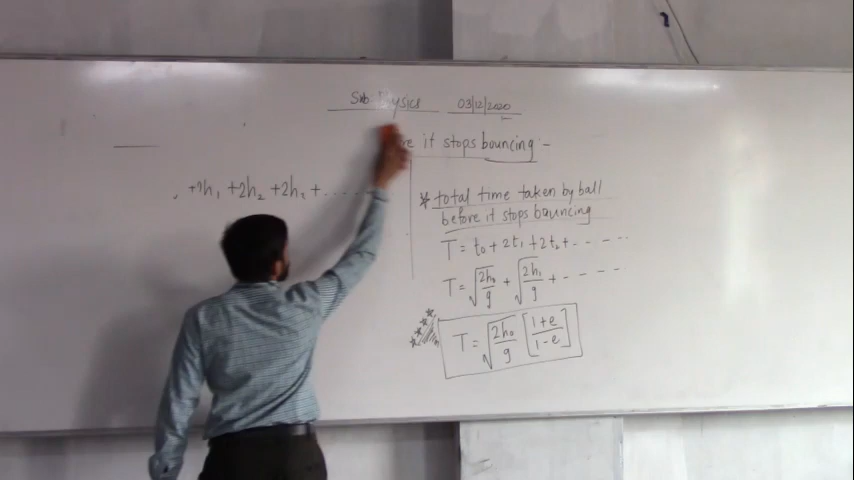 Sub Physics 03/12/2020
re it stops bouncing -
+2h₁ +2h₂ +2h₃ + . . . .
* total time taken by ball
before it stops bouncing
T = t₀ + 2t₁ + 2t₂ + - - - - ..
T = √(2h₀/g) + √(2h₁/g) + - - - -
T = √(2h₀/g) [(1+e)/(1-e)]